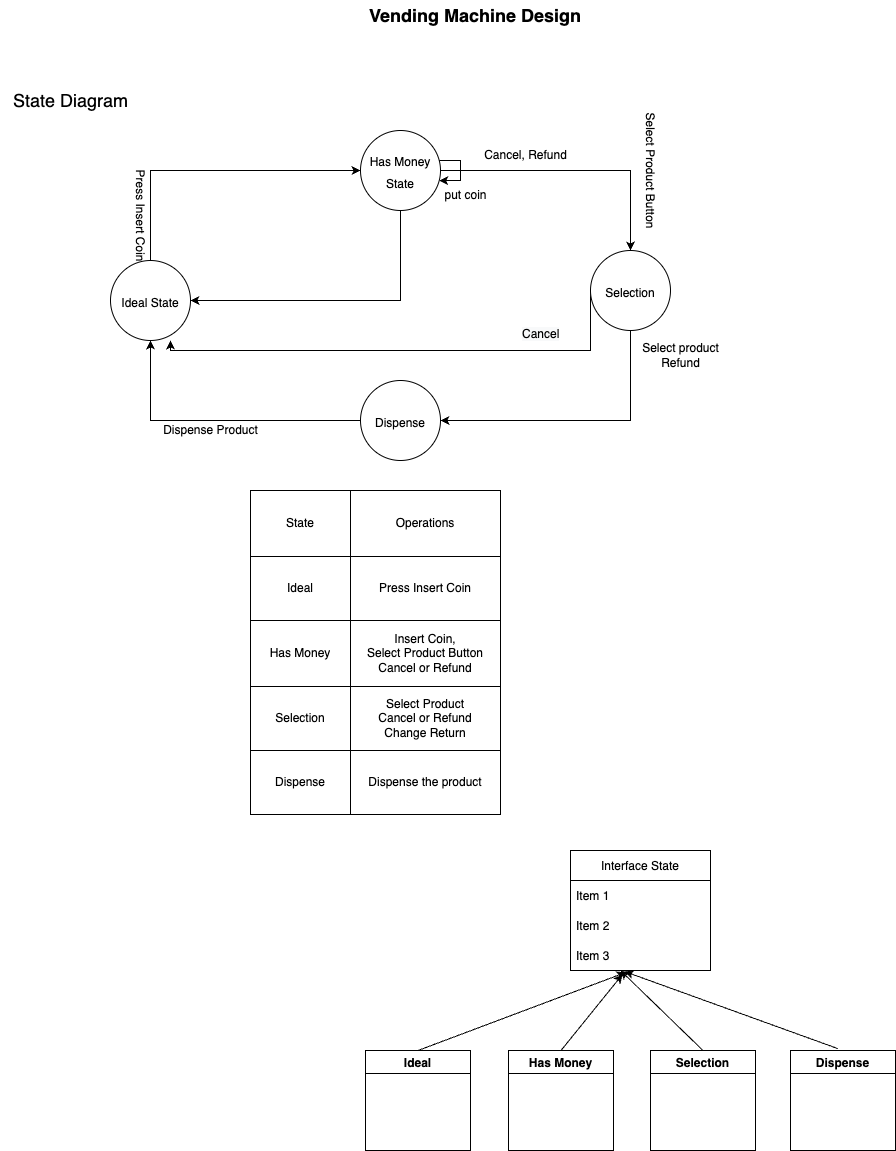 Vending Machine Design
State Diagram
Has Money
State
Cancel, Refund
put coin
Select Product Button
Press Insert Coin
Ideal State
Selection
Cancel
Select product
Refund
Dispense
Dispense Product
State
Operations
Ideal
Press Insert Coin
Has Money
Insert Coin,
Select Product Button
Cancel or Refund
Selection
Select Product
Cancel or Refund
Change Return
Dispense
Dispense the product
Interface State
Item 1
Item 2
Item 3
Ideal
Has Money
Selection
Dispense